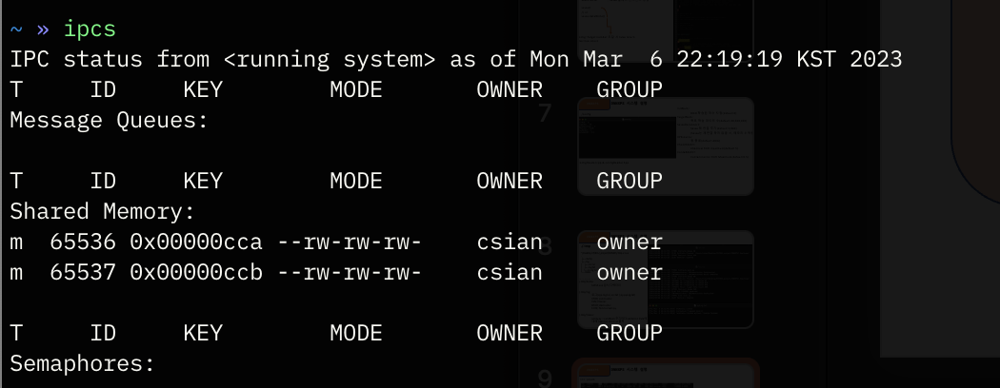 ~ » ipcs
IPC status from <running system> as of Mon Mar  6 22:19:19 KST 2023
T     ID     KEY        MODE       OWNER    GROUP
Message Queues:

T     ID     KEY        MODE       OWNER    GROUP
Shared Memory:
m  65536 0x00000cca --rw-rw-rw-    csian    owner
m  65537 0x00000ccb --rw-rw-rw-    csian    owner

T     ID     KEY        MODE       OWNER    GROUP
Semaphores:
7
8
9